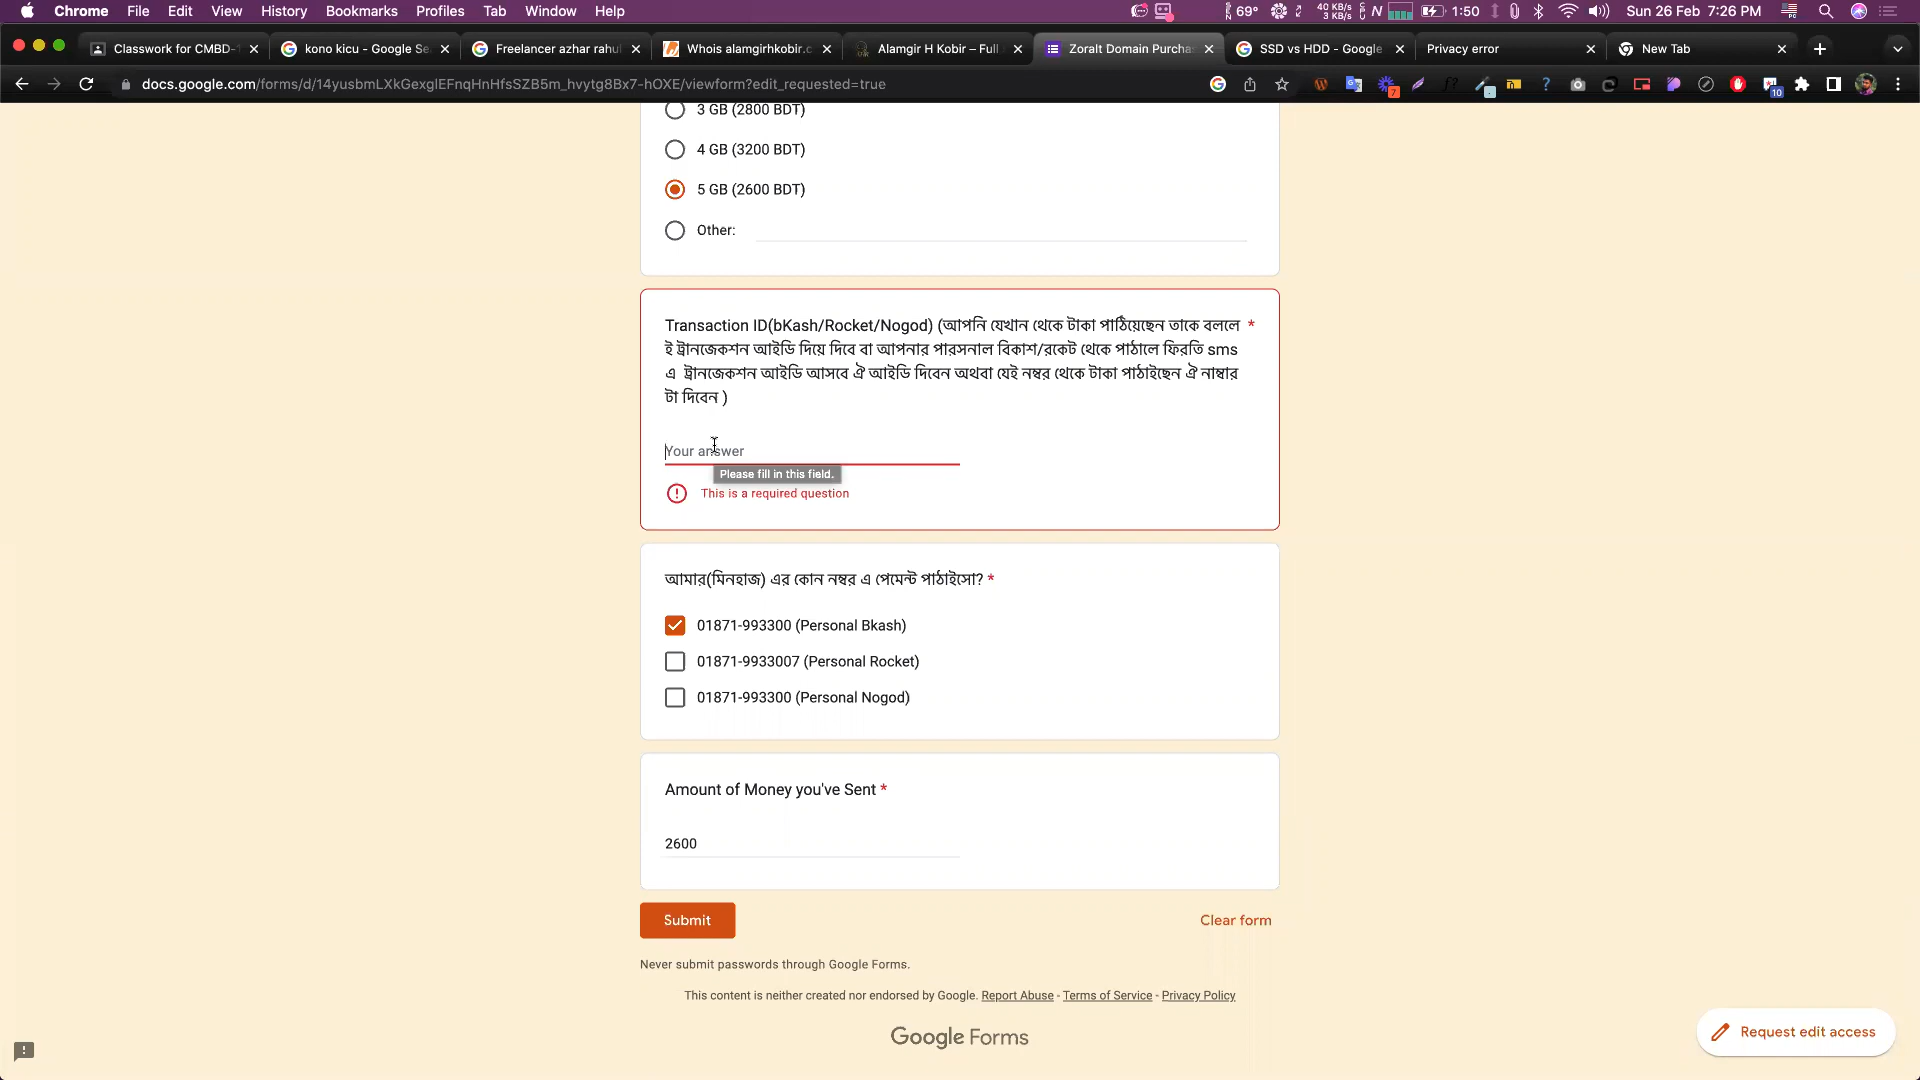 Chrome File Edit View History Bookmarks Profiles Tab Window Help 69° 40 KB/s 3 KB/s 1:50 Sun 26 Feb 7:26 PM
Classwork for CMBD-1 kono kicu - Google Se Freelancer azhar rahul Whois alamgirhkobir.c Alamgir H Kobir – Full Zoralt Domain Purcha SSD vs HDD - Google Privacy error New Tab
docs.google.com/forms/d/14yusbmLXkGexglEFnqHnHfsSZB5m_hvytg8Bx7-hOXE/viewform?edit_requested=true 7 10
3 GB (2800 BDT)
4 GB (3200 BDT)
5 GB (2600 BDT)
Other:
Transaction ID(bKash/Rocket/Nogod) (আপনি যেখান থেকে টাকা পাঠিয়েছেন তাকে বললে *
ই ট্রানজেকশন আইডি দিয়ে দিবে বা আপনার পারসনাল বিকাশ/রকেট থেকে পাঠালে ফিরতি sms
এ ট্রানজেকশন আইডি আসবে ঐ আইডি দিবেন অথবা যেই নম্বর থেকে টাকা পাঠাইছেন ঐ নাম্বার
টা দিবেন )
Your answer
Please fill in this field.
This is a required question
আমার(মিনহাজ) এর কোন নম্বর এ পেমেন্ট পাঠাইসো? *
01871-993300 (Personal Bkash)
01871-9933007 (Personal Rocket)
01871-993300 (Personal Nogod)
Amount of Money you've Sent *
2600
Submit Clear form
Never submit passwords through Google Forms.
This content is neither created nor endorsed by Google. Report Abuse - Terms of Service - Privacy Policy
Google Forms
Request edit access